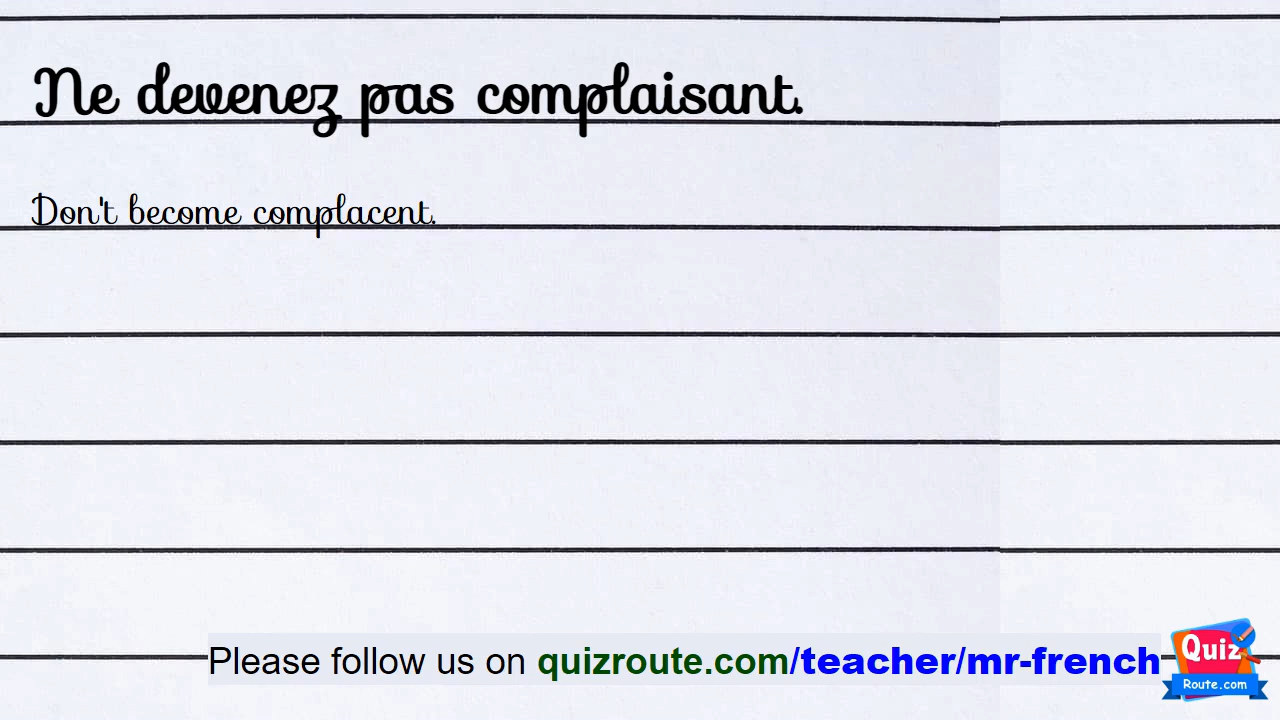 Ne devenez pas complaisant.
Don't become complacent.
Please follow us on quizroute.com/teacher/mr-french
Quiz
Route.com